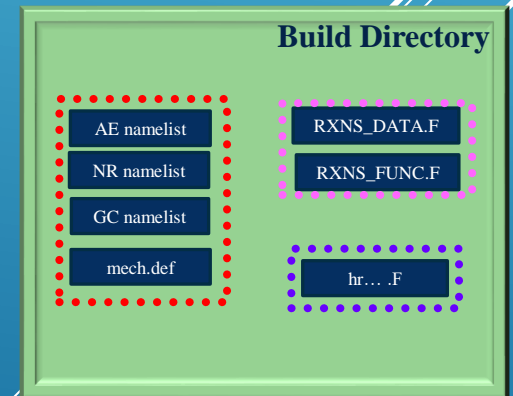 Build Directory
AE namelist
NR namelist
GC namelist
mech.def
RXNS_DATA.F
RXNS_FUNC.F
hr… .F